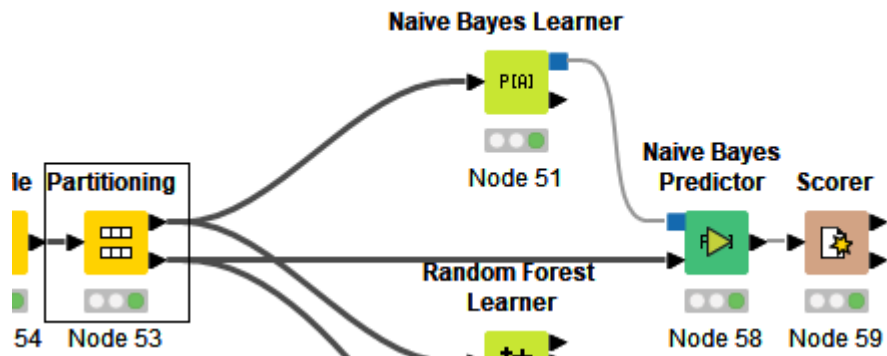 Naive Bayes Learner
P[A]
Node 51
le
Partitioning
Node 53
54
Naive Bayes
Predictor
Node 58
Scorer
Node 59
Random Forest
Learner